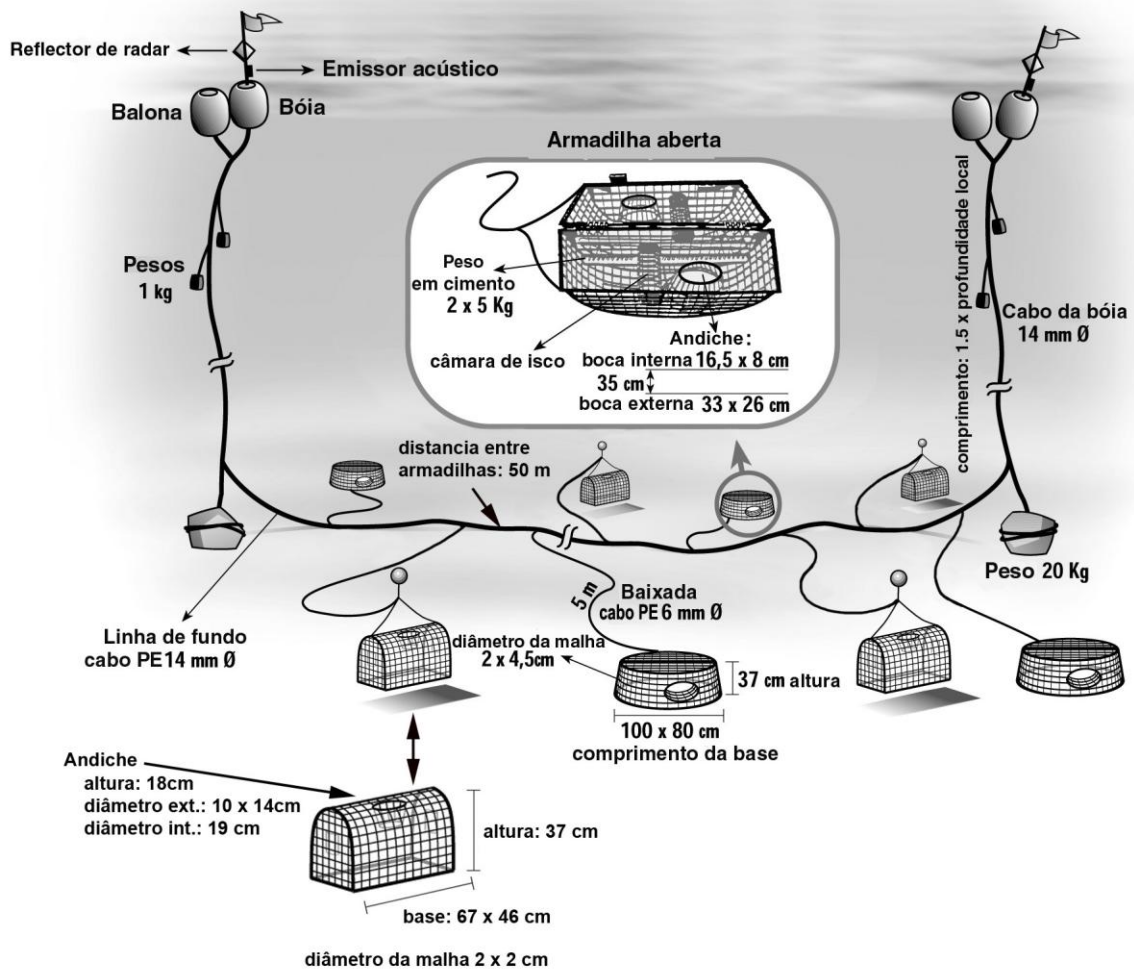 Reflector de radar
Emissor acústico
Balona
Bóia
Armadilha aberta
Pesos
1 kg
Peso
em cimento
2 x 5 Kg
câmara de isco
Andiche:
boca interna 16,5 x 8 cm
35 cm
boca externa 33 x 26 cm
comprimento: 1.5 x profundidade local
Cabo da bóia
14 mm Ø
distancia entre
armadilhas: 50 m
Peso 20 Kg
Linha de fundo
cabo PE 14 mm Ø
5 m
Baixada
cabo PE 6 mm Ø
diâmetro da malha
2 x 4,5cm
37 cm altura
100 x 80 cm
comprimento da base
Andiche
altura: 18cm
diâmetro ext.: 10 x 14cm
diâmetro int.: 19 cm
altura: 37 cm
base: 67 x 46 cm
diâmetro da malha 2 x 2 cm